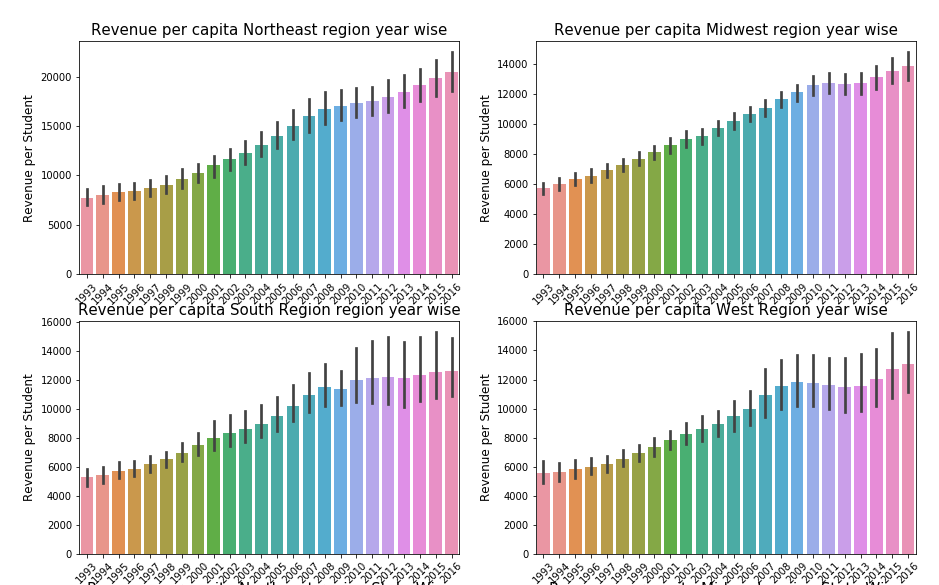 Revenue per capita Northeast region year wise
Revenue per Student
20000
15000
10000
5000
0
1993 1994 1995 1996 1997 1998 1999 2000 2001 2002 2003 2004 2005 2006 2007 2008 2009 2010 2011 2012 2013 2014 2015 2016
Revenue per capita Midwest region year wise
Revenue per Student
14000
12000
10000
8000
6000
4000
2000
0
1993 1994 1995 1996 1997 1998 1999 2000 2001 2002 2003 2004 2005 2006 2007 2008 2009 2010 2011 2012 2013 2014 2015 2016
Revenue per capita South Region region year wise
Revenue per Student
16000
14000
12000
10000
8000
6000
4000
2000
0
1993 1994 1995 1996 1997 1998 1999 2000 2001 2002 2003 2004 2005 2006 2007 2008 2009 2010 2011 2012 2013 2014 2015 2016
Revenue per capita West Region year wise
Revenue per Student
16000
14000
12000
10000
8000
6000
4000
2000
0
1993 1994 1995 1996 1997 1998 1999 2000 2001 2002 2003 2004 2005 2006 2007 2008 2009 2010 2011 2012 2013 2014 2015 2016